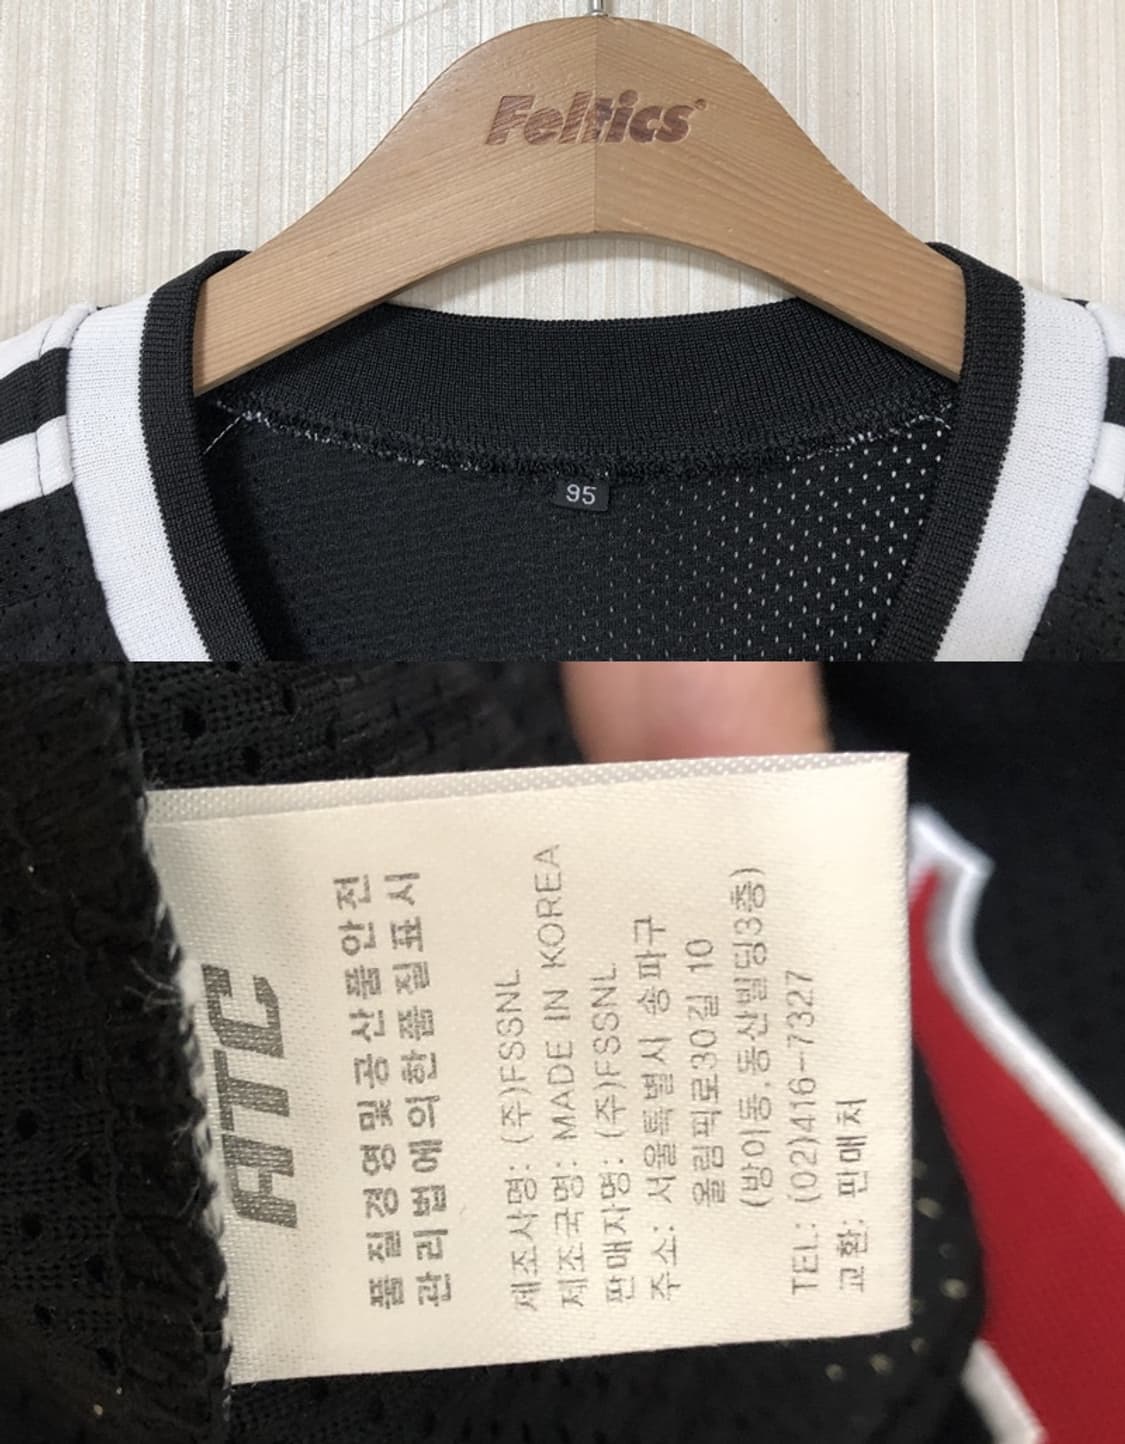 Feltics
95
ATC
품질경영및공산품안전
관리법에의한품질표시
제조사명: (주)FSSNL
제조국명: MADE IN KOREA
판매자명: (주)FSSNL
주소: 서울특별시 송파구
올림픽로30길 10
(방이동,동산빌딩3층)
TEL: (02)416-7327
교환: 판매처